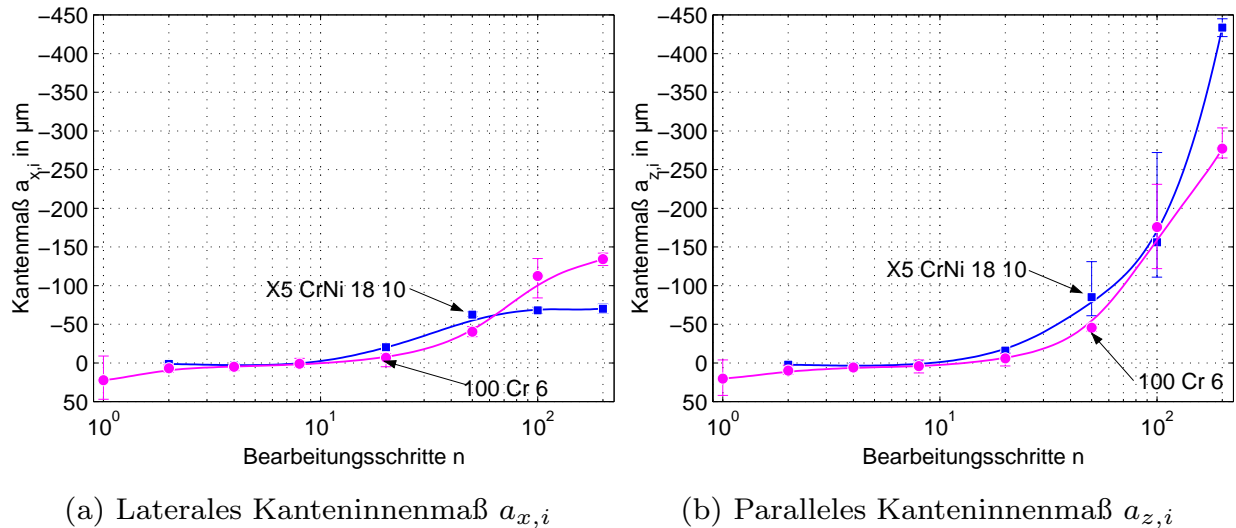 -450
-400
-350
-300
-250
-200
-150
-100
-50
0
50
Kantenmaß a_x,i in µm
X5 CrNi 18 10
100 Cr 6
10^0
10^1
10^2
Bearbeitungsschritte n
(a) Laterales Kanteninnenmaß a_x,i
-450
-400
-350
-300
-250
-200
-150
-100
-50
0
50
Kantenmaß a_z,i in µm
X5 CrNi 18 10
100 Cr 6
10^0
10^1
10^2
Bearbeitungsschritte n
(b) Paralleles Kanteninnenmaß a_z,i